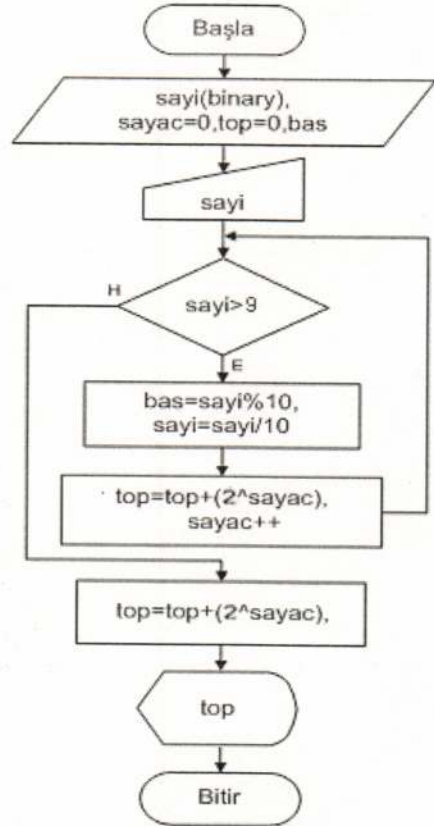 Başla
sayi(binary),
sayac=0,top=0,bas
sayi
sayi>9
H
E
bas=sayi%10,
sayi=sayi/10
top=top+(2^sayac),
sayac++
top=top+(2^sayac),
top
Bitir